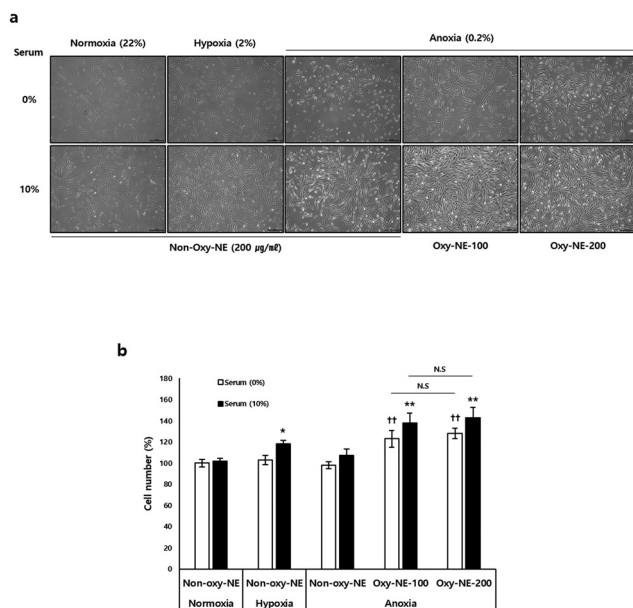 a
Normoxia (22%) Hypoxia (2%) Anoxia (0.2%)
Serum
0%
10%
Non-Oxy-NE (200 ㎍/㎖) Oxy-NE-100 Oxy-NE-200
b
180
160
140
120
100
80
60
40
20
0
Cell number (%)
Serum (0%)
Serum (10%)
N.S
N.S
*
††
**
††
**
Non-oxy-NE Non-oxy-NE Non-oxy-NE Oxy-NE-100 Oxy-NE-200
Normoxia Hypoxia Anoxia